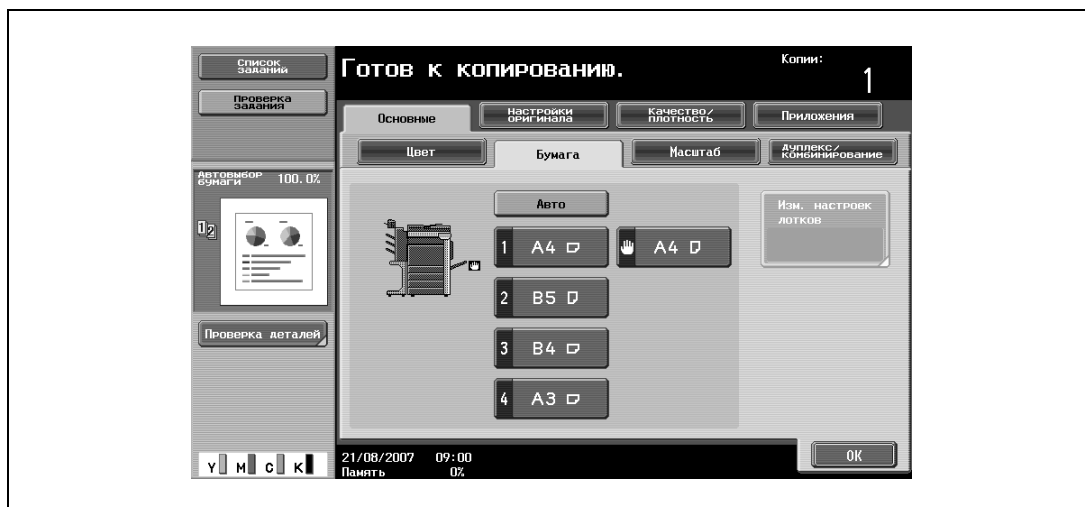 Список
заданий
Проверка
задания
Готов к копированию.
Копии:
1
Основные
Настройки
оригинала
Качество/
плотность
Приложения
Цвет
Бумага
Масштаб
Дуплекс/
комбинирование
Автовыбор
бумаги 100.0%
1 2
Проверка деталей
Авто
1 A4
A4
2 B5
3 B4
4 A3
Изм. настроек
лотков
Y M C K
21/08/2007 09:00
Память 0%
OK